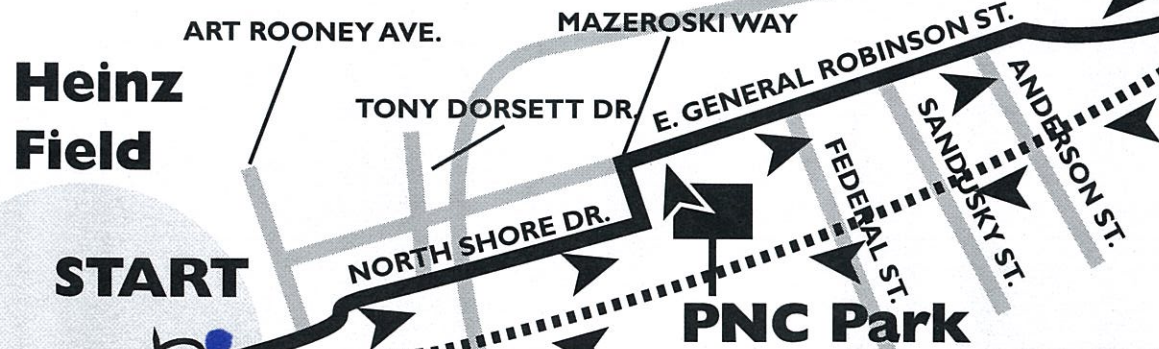 ART ROONEY AVE.
MAZEROSKI WAY
Heinz
Field
TONY DORSETT DR.
E. GENERAL ROBINSON ST.
ANDERSON ST.
SANDUSKY ST.
FEDERAL ST.
NORTH SHORE DR.
START
PNC Park